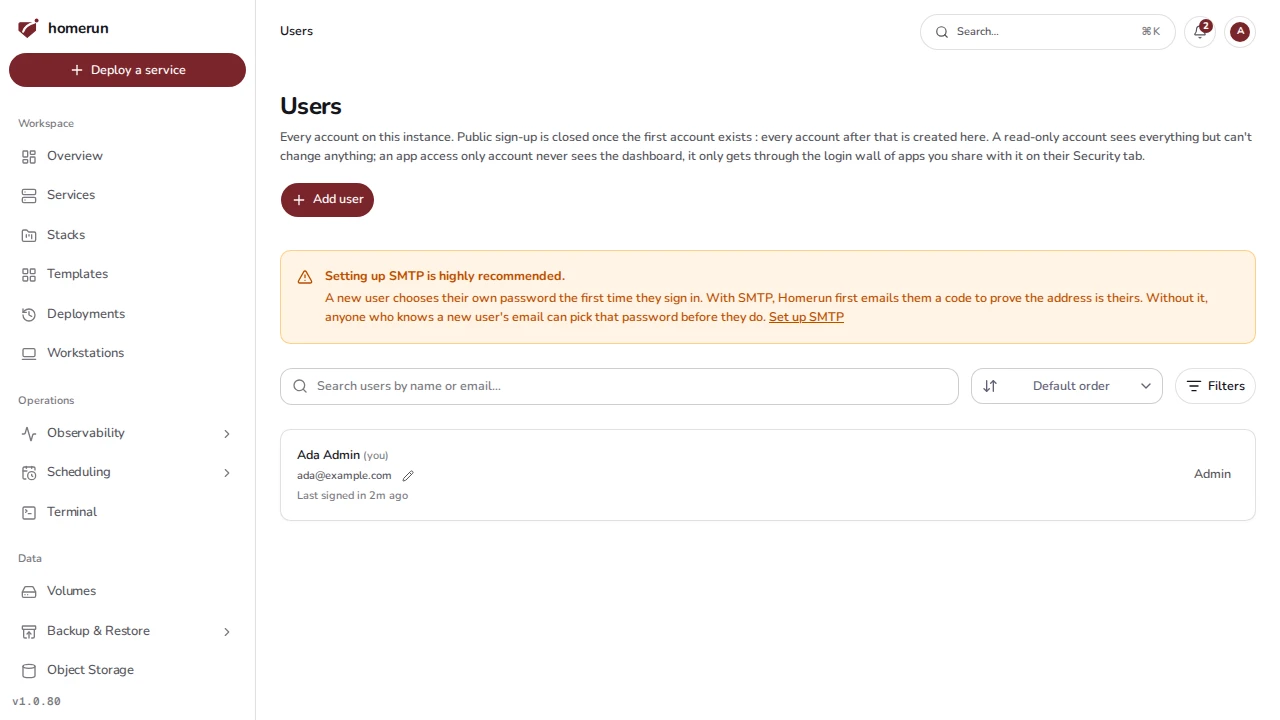 homerun
Users
Search...
⌘K
2
A
Deploy a service
Workspace
Overview
Services
Stacks
Templates
Deployments
Workstations
Operations
Observability
Scheduling
Terminal
Data
Volumes
Backup & Restore
Object Storage
v1.0.80
Users
Every account on this instance. Public sign-up is closed once the first account exists : every account after that is created here. A read-only account sees everything but can't
change anything; an app access only account never sees the dashboard, it only gets through the login wall of apps you share with it on their Security tab.
Add user
Setting up SMTP is highly recommended.
A new user chooses their own password the first time they sign in. With SMTP, Homerun first emails them a code to prove the address is theirs. Without it,
anyone who knows a new user's email can pick that password before they do. Set up SMTP
Search users by name or email...
Default order
Filters
Ada Admin (you)
ada@example.com
Last signed in 2m ago
Admin